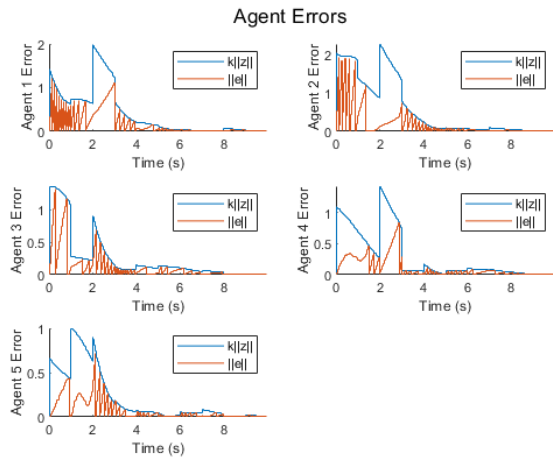 Agent Errors
Agent 1 Error
2
1
0
k||z||
||e||
0 2 4 6 8
Time (s)
Agent 2 Error
2
1
0
k||z||
||e||
0 2 4 6 8
Time (s)
Agent 3 Error
1
0.5
0
k||z||
||e||
0 2 4 6 8
Time (s)
Agent 4 Error
1
0.5
0
k||z||
||e||
0 2 4 6 8
Time (s)
Agent 5 Error
1
0.5
0
k||z||
||e||
0 2 4 6 8
Time (s)